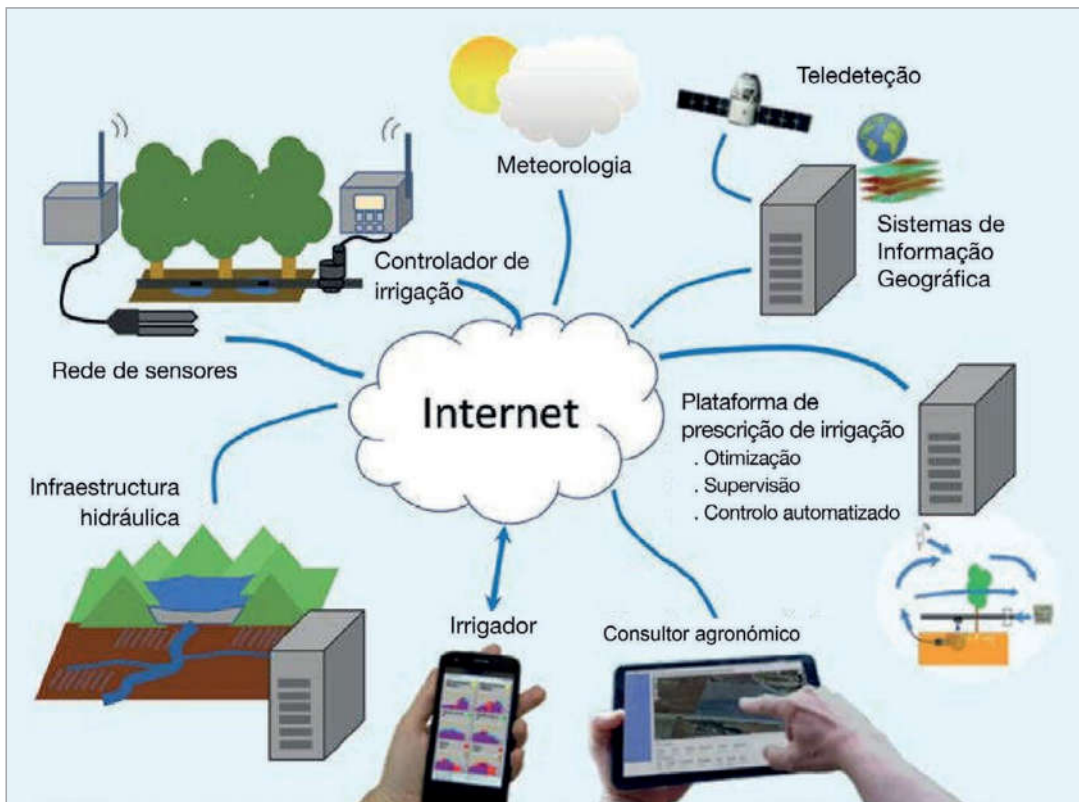 Teledeteção
Meteorologia
Sistemas de
Informação
Geográfica
Controlador de
irrigação
Rede de sensores
Internet
Plataforma de
prescrição de irrigação
. Otimização
. Supervisão
. Controlo automatizado
Infraestructura
hidráulica
Irrigador
Consultor agronómico